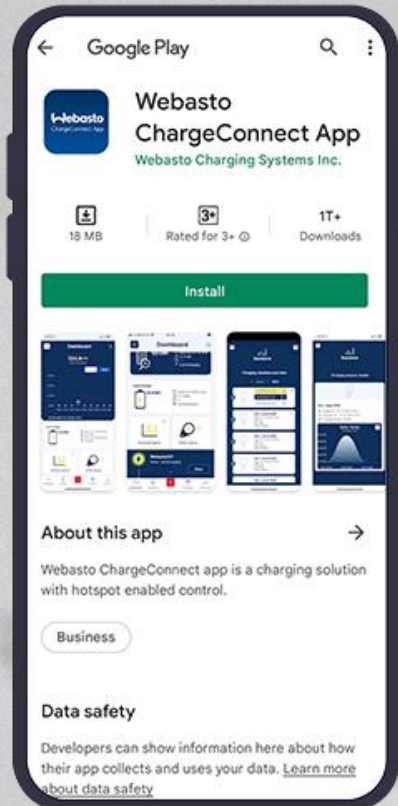 Google Play
Webasto
ChargeConnect App
Webasto
ChargeConnect App
Webasto Charging Systems Inc.
18 MB
3+
Rated for 3+
1T+
Downloads
Install
Dashboard
Dashboard
About this app
Webasto ChargeConnect app is a charging solution
with hotspot enabled control.
Business
Data safety
Developers can show information here about how
their app collects and uses your data. Learn more
about data safety